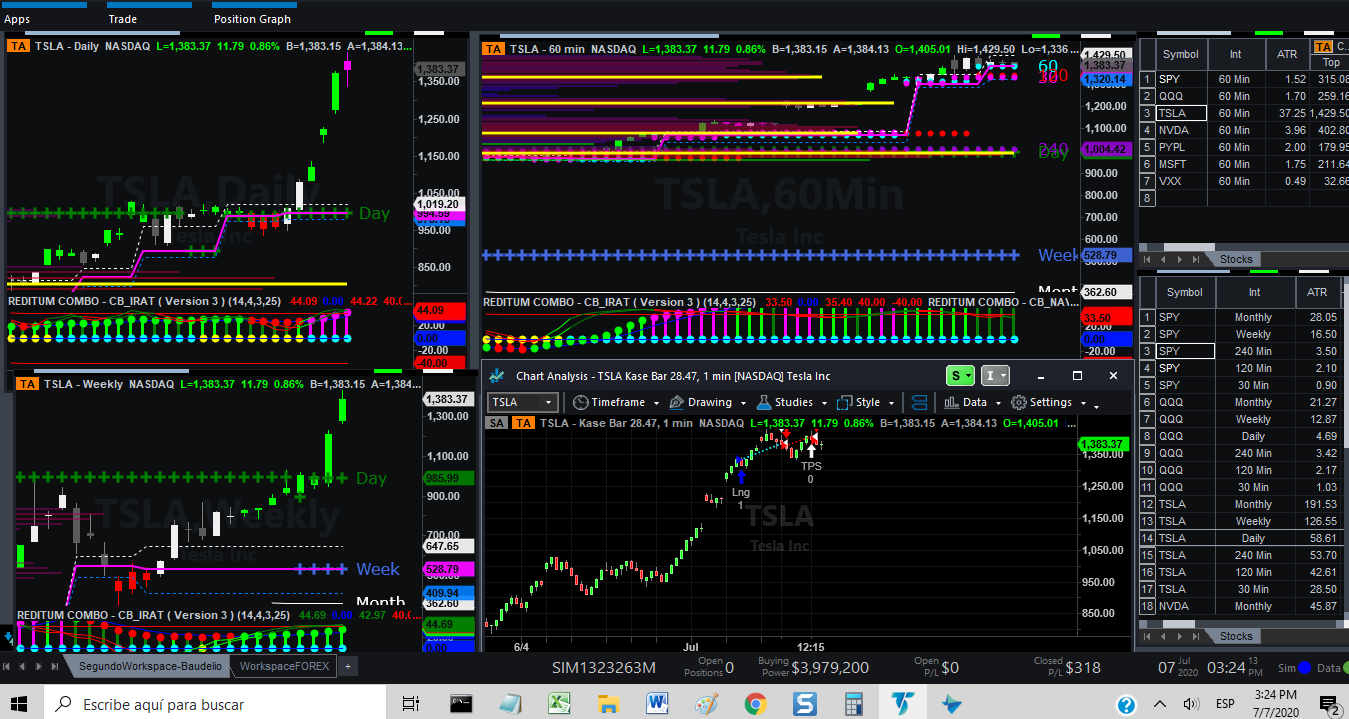 Apps Trade Position Graph
TA TSLA - Daily NASDAQ L=1,383.37 11.79 0.86% B=1,383.15 A=1,384.13...
1,383.37
1,350.00
1,250.00
1,150.00
1,050.00
1,019.20
994.59
950.00
850.00
TSLA, Daily
Tesla Inc
Day
REDITUM COMBO - CB_IRAT ( Version 3 ) (14,4,3,25) 44.09 0.00 44.22 40.0...
44.09
20.00
0.00
-20.00
-40.00
TA TSLA - 60 min NASDAQ L=1,383.37 11.79 0.86% B=1,383.15 A=1,384.13 O=1,405.01 Hi=1,429.50 Lo=1,336...
1,429.50
1,383.37
1,320.14
1,200.00
1,100.00
1,004.42
900.00
800.00
700.00
600.00
528.79
362.60
60
240
Day
Week
Mont
TSLA,60Min
Tesla Inc
REDITUM COMBO - CB_IRAT ( Version 3 ) (14,4,3,25) 33.50 0.00 36.40 40.00 -40.00 REDITUM COMBO - CB_NA\...
33.50
20.00
0.00
-20.00
TA TSLA - Weekly NASDAQ L=1,383.37 11.79 0.86% B=1,383.15 A=1,384...
1,383.37
1,300.00
1,100.00
985.99
900.00
700.00
647.65
528.79
409.94
362.60
Day
Week
Month
TSLA, Weekly
Tesla Inc
REDITUM COMBO - CB_IRAT ( Version 3 ) (14,4,3,25) 44.69 0.00 42.97 40.0...
44.69
0.00
Chart Analysis - TSLA Kase Bar 28.47, 1 min [NASDAQ] Tesla Inc S I
TSLA Timeframe Drawing Studies Style Data Settings
SA TA TSLA - Kase Bar 28.47, 1 min NASDAQ L=1,383.37 11.79 0.86% B=1,383.15 A=1,384.13 O=1,405.01 ...
1,383.37
1,350.00
1,250.00
1,150.00
1,050.00
950.00
850.00
TPS
0
Lng
1
TSLA
Tesla Inc
6/4 Jul 12:15
Symbol Int ATR TA C...
Top
1 SPY 60 Min 1.52 315.08
2 QQQ 60 Min 1.70 259.16
3 TSLA 60 Min 37.25 1,429.50
4 NVDA 60 Min 3.96 402.80
5 PYPL 60 Min 2.00 179.95
6 MSFT 60 Min 1.75 211.64
7 VXX 60 Min 0.49 32.66
8
Stocks
Symbol Int ATR
1 SPY Monthly 28.05
2 SPY Weekly 16.50
3 SPY 240 Min 3.50
4 SPY 120 Min 2.10
5 SPY 30 Min 0.90
6 QQQ Monthly 21.27
7 QQQ Weekly 12.87
8 QQQ Daily 4.69
9 QQQ 240 Min 3.42
10 QQQ 120 Min 2.17
11 QQQ 30 Min 1.03
12 TSLA Monthly 191.53
13 TSLA Weekly 126.55
14 TSLA Daily 58.61
15 TSLA 240 Min 53.70
16 TSLA 120 Min 42.61
17 TSLA 30 Min 28.50
18 NVDA Monthly 45.87
Stocks
SegundoWorkspace-Baudelio WorkspaceFOREX +
SIM1323263M Open Positions 0 Buying Power $3,979,200 Open P/L $0 Closed P/L $318 07 Jul 2020 03:24 13 PM Sim Data
Escribe aquí para buscar
ESP
3:24 PM
7/7/2020
2